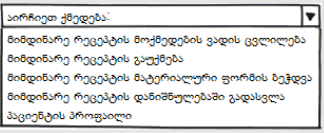 აირჩიეთ ქმედება:
მიმდინარე რეცეპტის მოქმედების ვადის ცვლილება
მიმდინარე რეცეპტის გაუქმება
მიმდინარე რეცეპტის მატერიალური ფორმის ბეჭდვა
მიმდინარე რეცეპტის დანიშნულებაში გადასვლა
პაციენტის პროფაილი